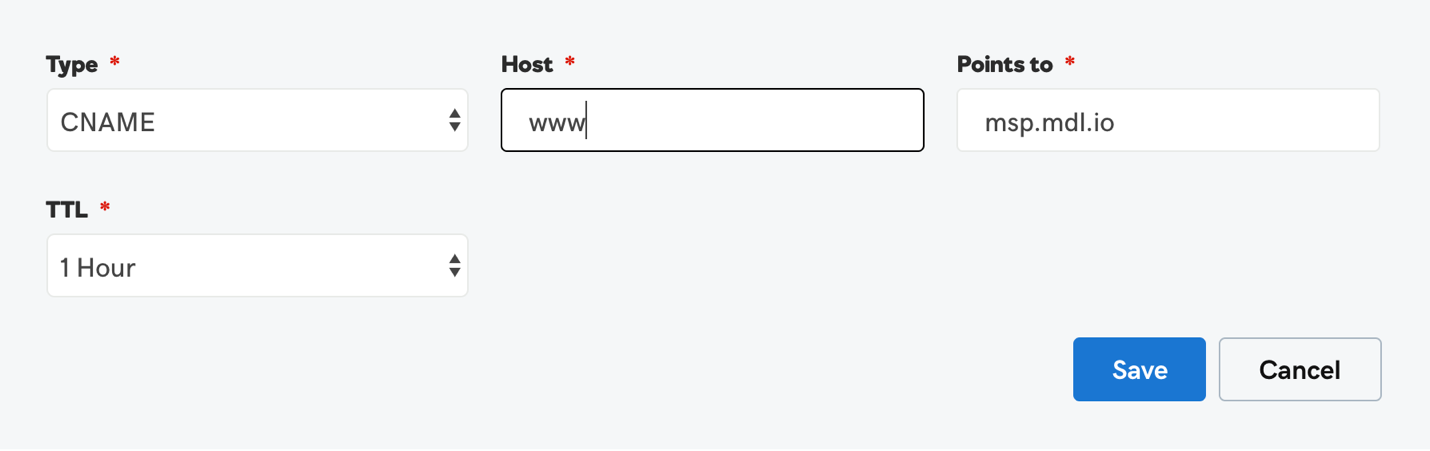 Type * Host * Points to *
CNAME www msp.mdl.io
TTL *
1 Hour
Save Cancel